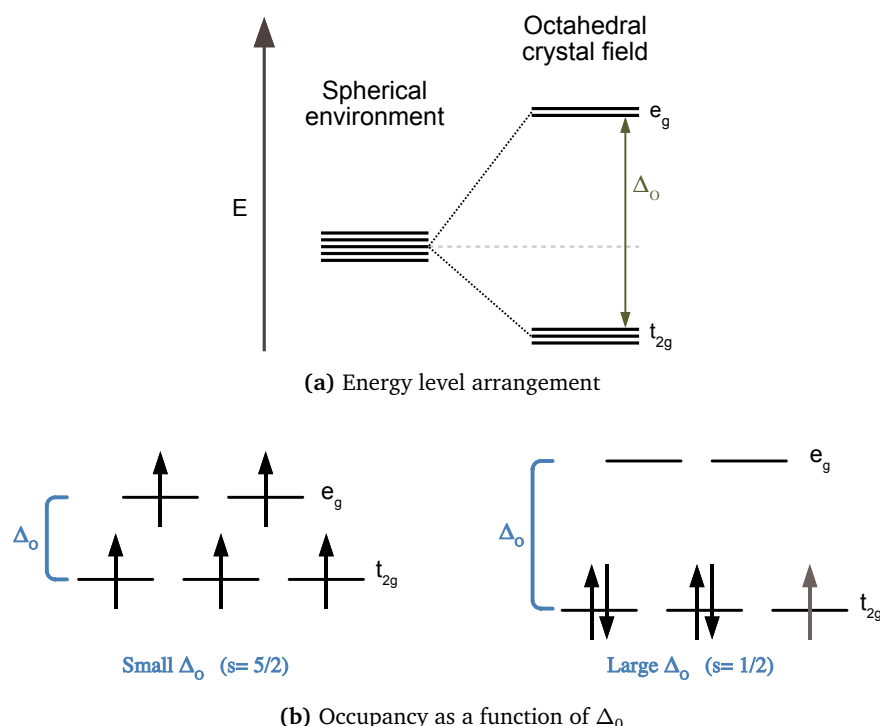 Octahedral
crystal field
Spherical
environment
e_g
Δ_o
E
t_2g
(a) Energy level arrangement
e_g
Δ_o
t_2g
Small Δ_o (s= 5/2)
e_g
Δ_o
t_2g
Large Δ_o (s= 1/2)
(b) Occupancy as a function of Δ_0